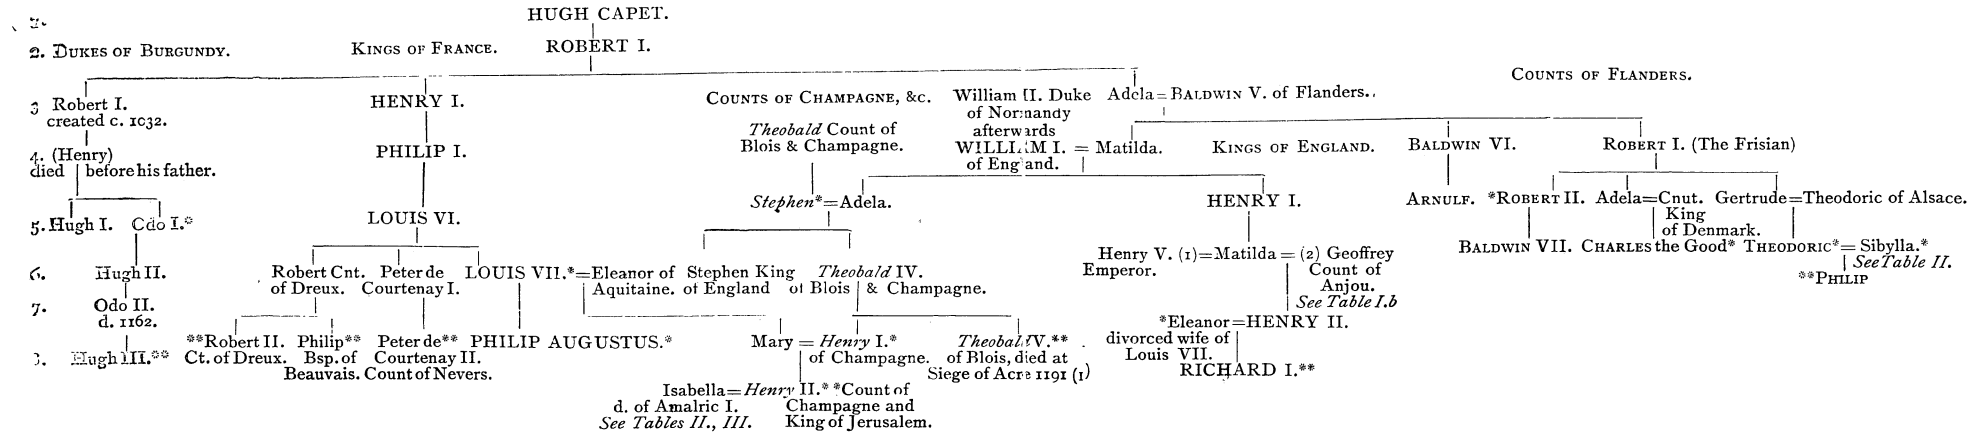 HUGH CAPET.
2. DUKES OF BURGUNDY. KINGS OF FRANCE. ROBERT I.
COUNTS OF FLANDERS.
3 Robert I. HENRY I. COUNTS OF CHAMPAGNE, &c. William II. Duke Adela=BALDWIN V. of Flanders.
created c. 1032. of Normandy
Theobald Count of afterwards
Blois & Champagne. WILLIAM I. = Matilda. KINGS OF ENGLAND. BALDWIN VI. ROBERT I. (The Frisian)
4. (Henry) PHILIP I. of England.
died before his father.
Stephen*=Adela. HENRY I. ARNULF. *ROBERT II. Adela=Cnut. Gertrude=Theodoric of Alsace.
King
of Denmark.
5. Hugh I. Odo I.* LOUIS VI.
Henry V. (1)=Matilda=(2) Geoffrey BALDWIN VII. CHARLES the Good* THEODORIC*=Sibylla.*
Emperor. Count of See Table II.
Anjou. **PHILIP
See Table I.b
6. Hugh II. Robert Cnt. Peter de LOUIS VII.*=Eleanor of Stephen King Theobald IV.
of Dreux. Courtenay I. Aquitaine. of England of Blois & Champagne.
7. Odo II.
d. 1162.
*Eleanor=HENRY II.
divorced wife of
Louis VII.
RICHARD I.**
Hugh III.** **Robert II. Philip** Peter de** PHILIP AUGUSTUS.* Mary = Henry I.* Theobald V.**
Ct. of Dreux. Bsp. of Courtenay II. of Champagne. of Blois, died at
Beauvais. Count of Nevers. Siege of Acre 1191 (1)
Isabella=Henry II.* *Count of
d. of Amalric I. Champagne and
See Tables II., III. King of Jerusalem.